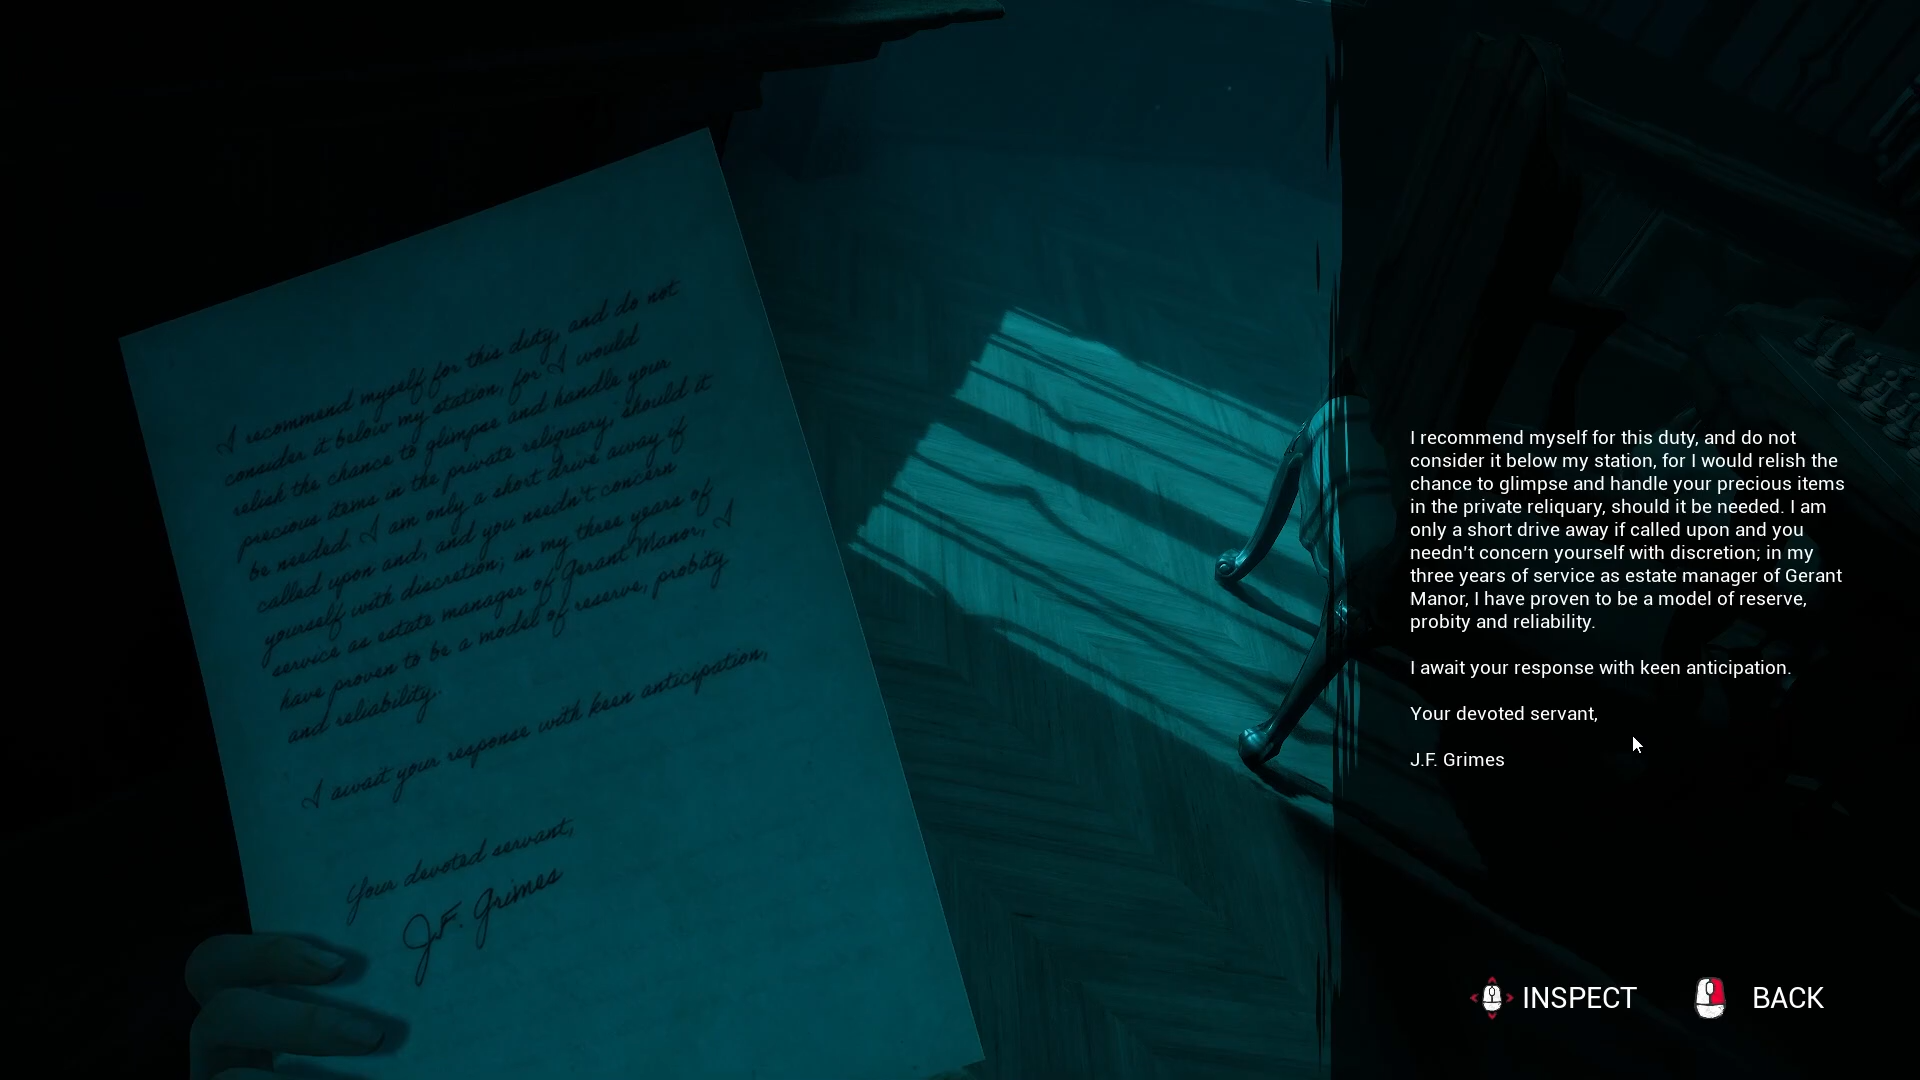 I recommend myself for this duty, and do not
consider it below my station, for I would
relish the chance to glimpse and handle your
precious items in the private reliquary, should it
be needed. I am only a short drive away if
called upon and, and you needn't concern
yourself with discretion; in my three years of
service as estate manager of Gerant Manor, I
have proven to be a model of reserve, probity
and reliability.
I await your response with keen anticipation,
Your devoted servant,
J.F. Grimes
I recommend myself for this duty, and do not
consider it below my station, for I would relish the
chance to glimpse and handle your precious items
in the private reliquary, should it be needed. I am
only a short drive away if called upon and you
needn't concern yourself with discretion; in my
three years of service as estate manager of Gerant
Manor, I have proven to be a model of reserve,
probity and reliability.
I await your response with keen anticipation.
Your devoted servant,
J.F. Grimes
INSPECT
BACK